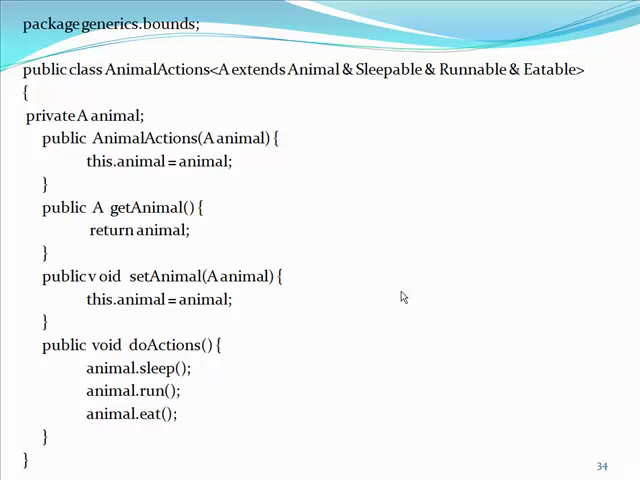 package generics.bounds;
public class AnimalActions<A extends Animal & Sleepable & Runnable & Eatable>
{
private A animal;
public AnimalActions(A animal) {
this.animal = animal;
}
public A getAnimal() {
return animal;
}
public v oid setAnimal(A animal) {
this.animal = animal;
}
public void doActions() {
animal.sleep();
animal.run();
animal.eat();
}
}
34